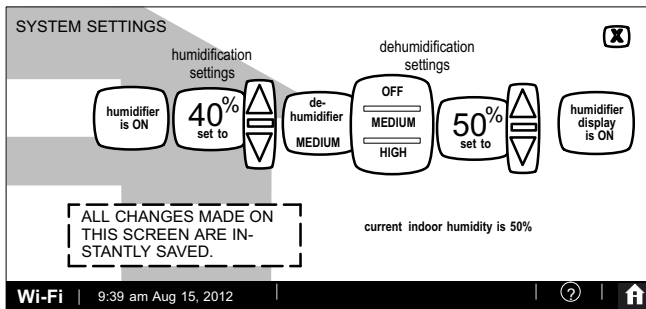 SYSTEM SETTINGS
X
humidification
settings
dehumidification
settings
humidifier
is ON
40%
set to
de-
humidifier
MEDIUM
OFF
MEDIUM
HIGH
50%
set to
humidifier
display
is ON
ALL CHANGES MADE ON
THIS SCREEN ARE IN-
STANTLY SAVED.
current indoor humidity is 50%
Wi-Fi | 9:39 am Aug 15, 2012 | | ? |